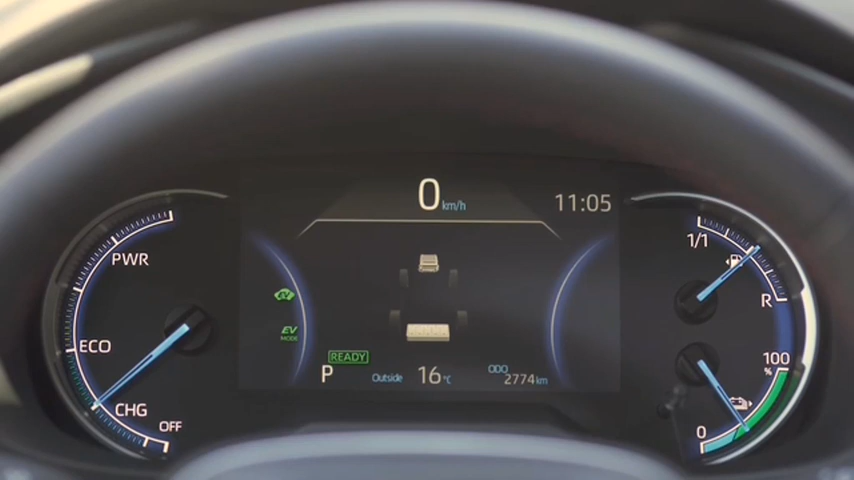 0 km/h
11:05
PWR
ECO
CHG
OFF
EV
EV
MODE
READY
P
Outside 16°C
ODO
2774 km
1/1
R
100
%
0